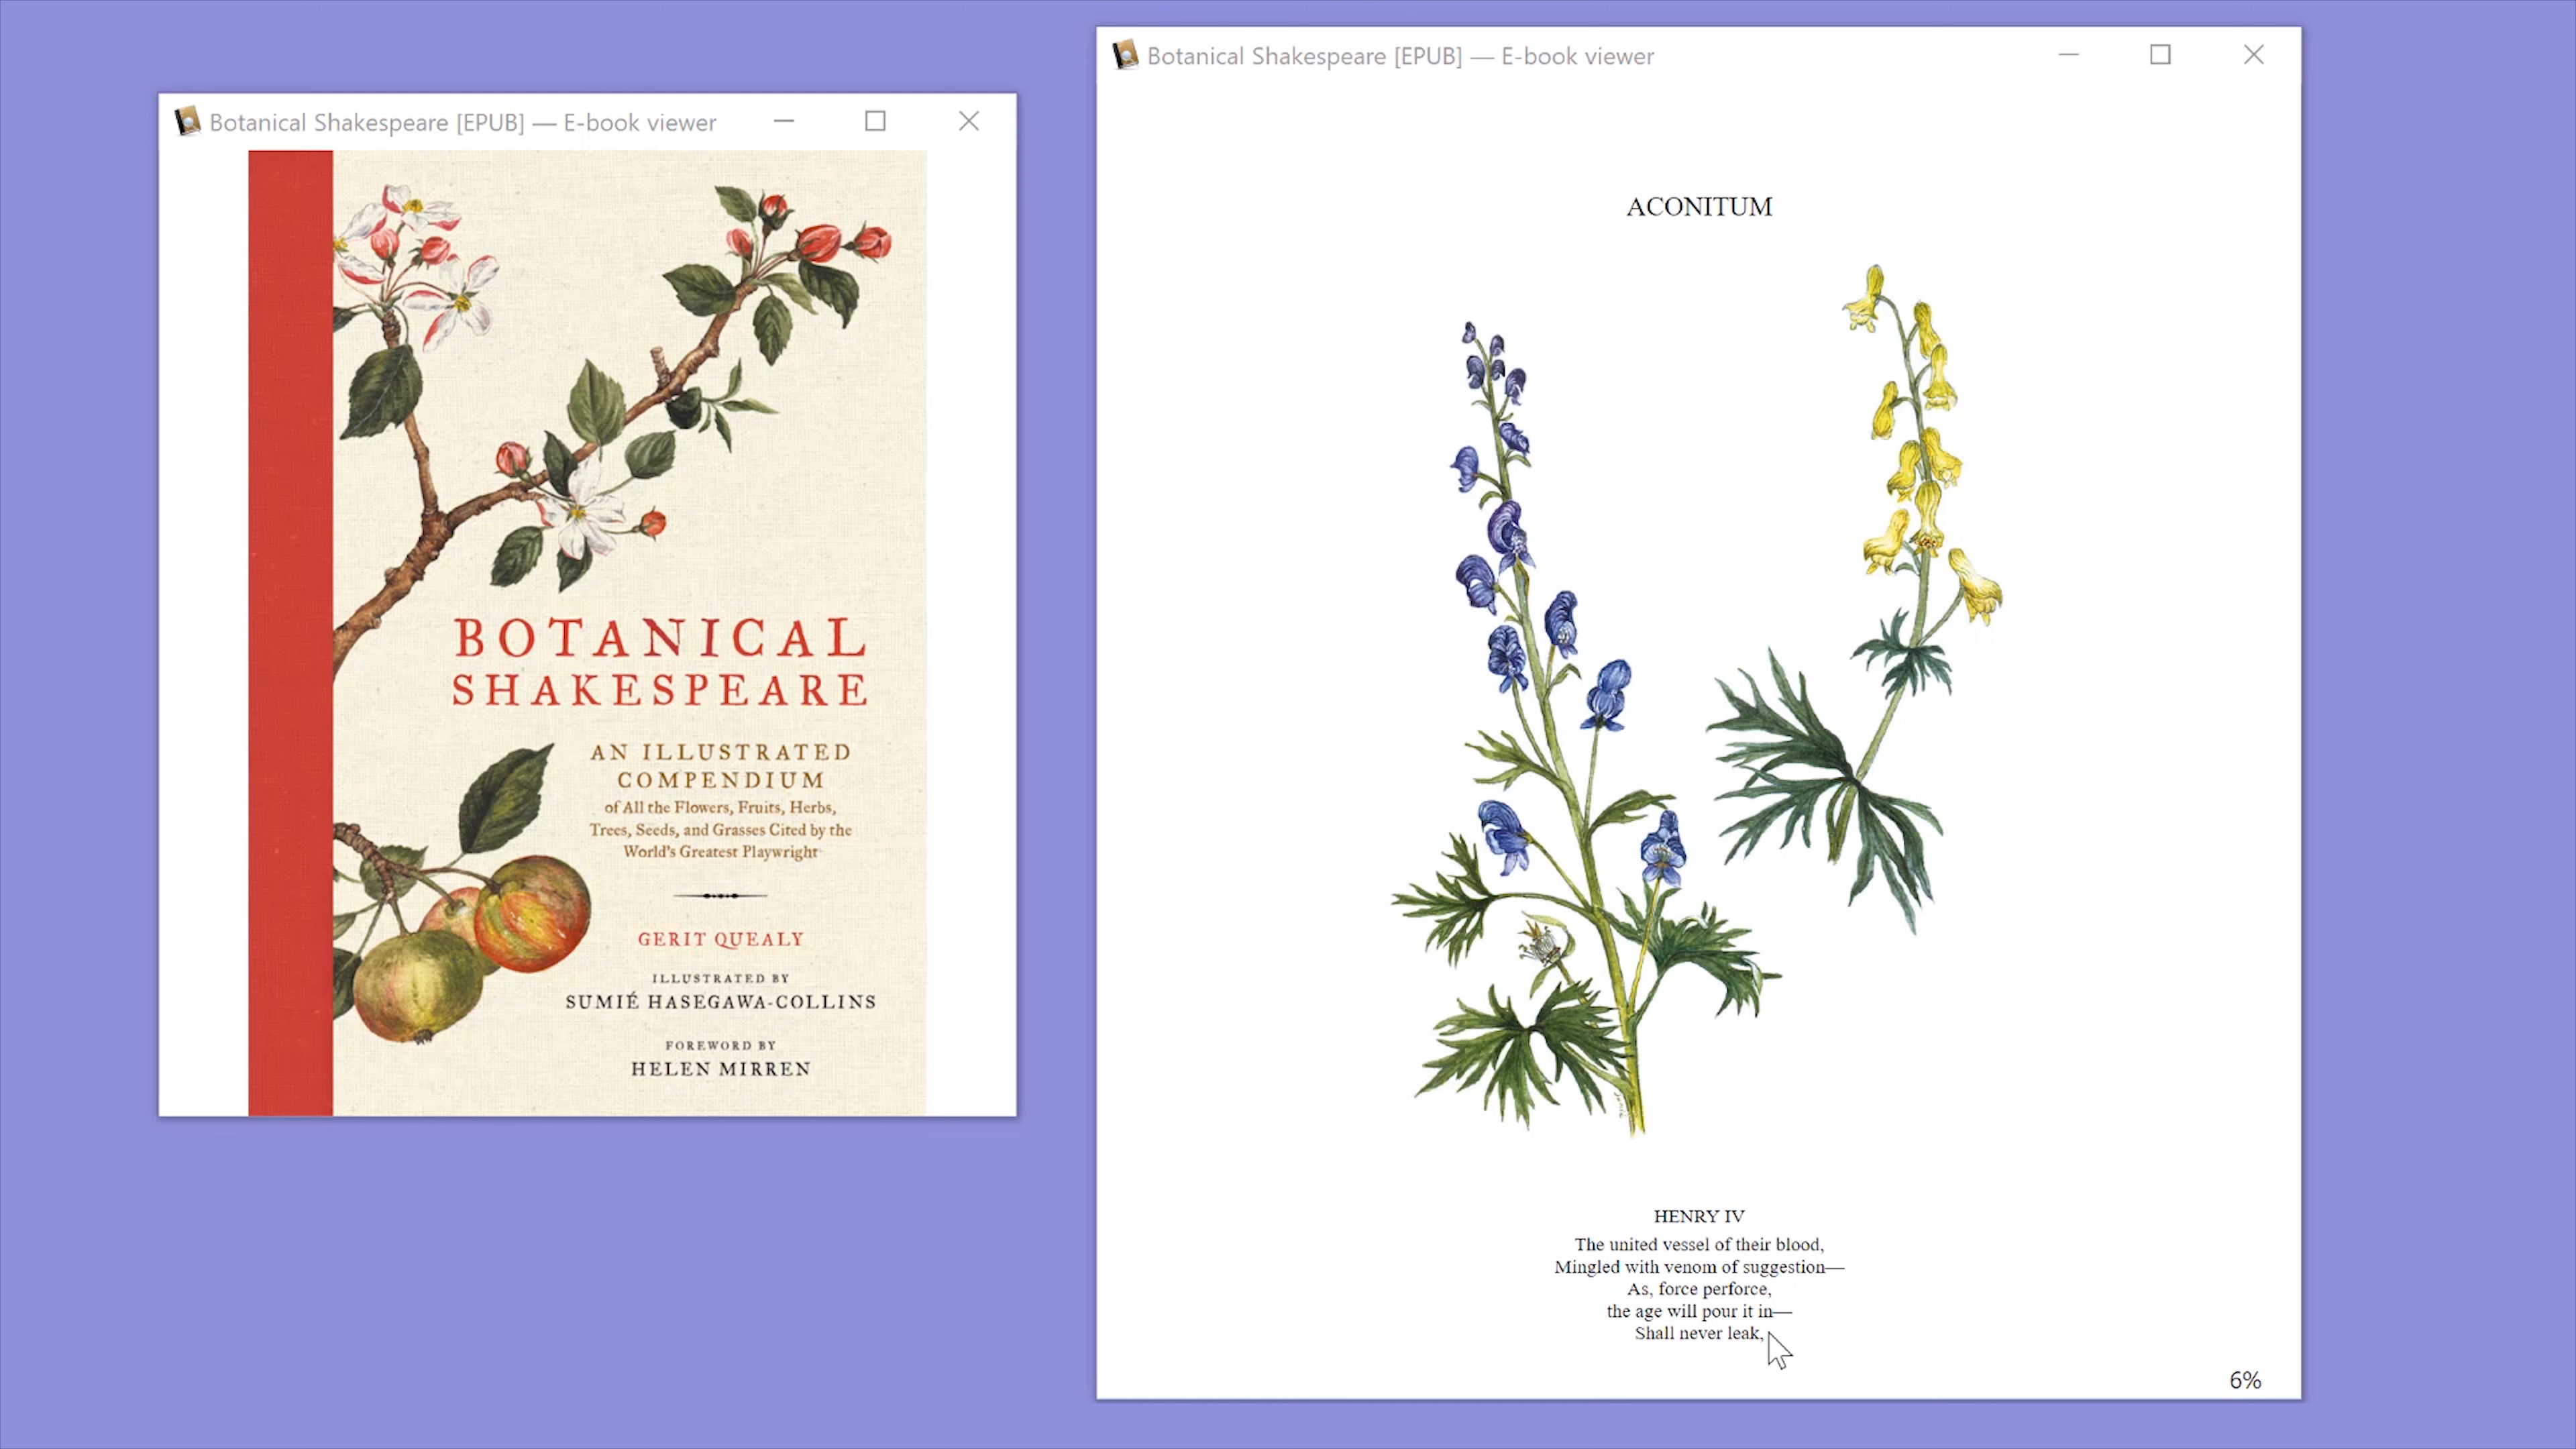 Botanical Shakespeare [EPUB] — E-book viewer
BOTANICAL
SHAKESPEARE
AN ILLUSTRATED
COMPENDIUM
of All the Flowers, Fruits, Herbs,
Trees, Seeds, and Grasses Cited by the
World's Greatest Playwright
GERIT QUEALY
ILLUSTRATED BY
SUMIÉ HASEGAWA-COLLINS
FOREWORD BY
HELEN MIRREN
Botanical Shakespeare [EPUB] — E-book viewer
ACONITUM
HENRY IV
The united vessel of their blood,
Mingled with venom of suggestion—
As, force perforce,
the age will pour it in—
Shall never leak,
6%